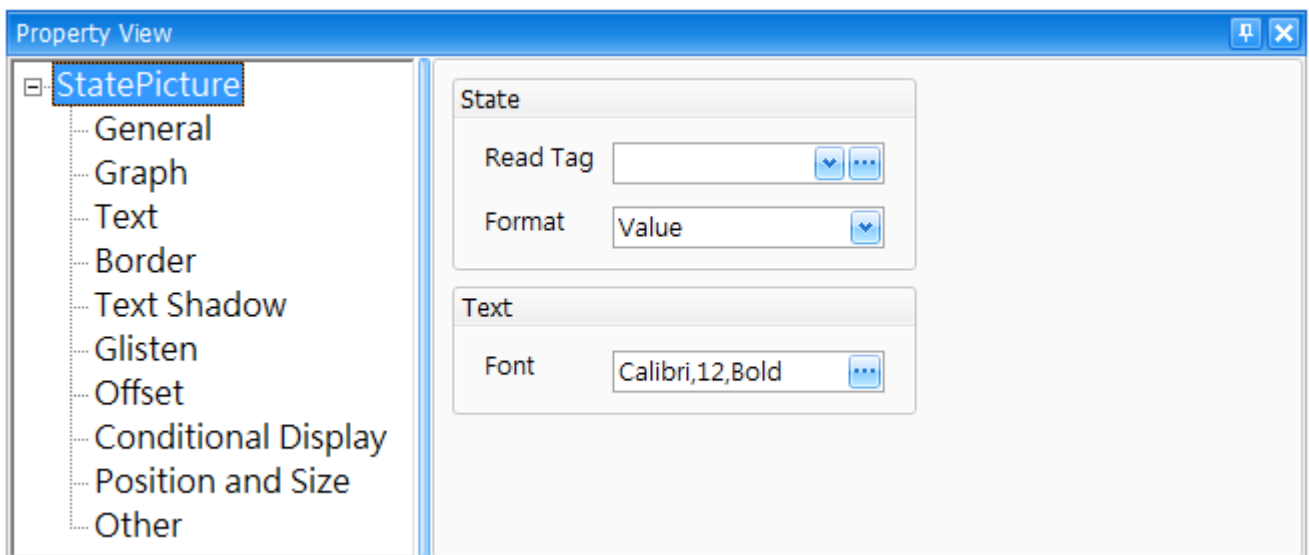 Property View
StatePicture
General
Graph
Text
Border
Text Shadow
Glisten
Offset
Conditional Display
Position and Size
Other
State
Read Tag
Format Value
Text
Font Calibri,12,Bold